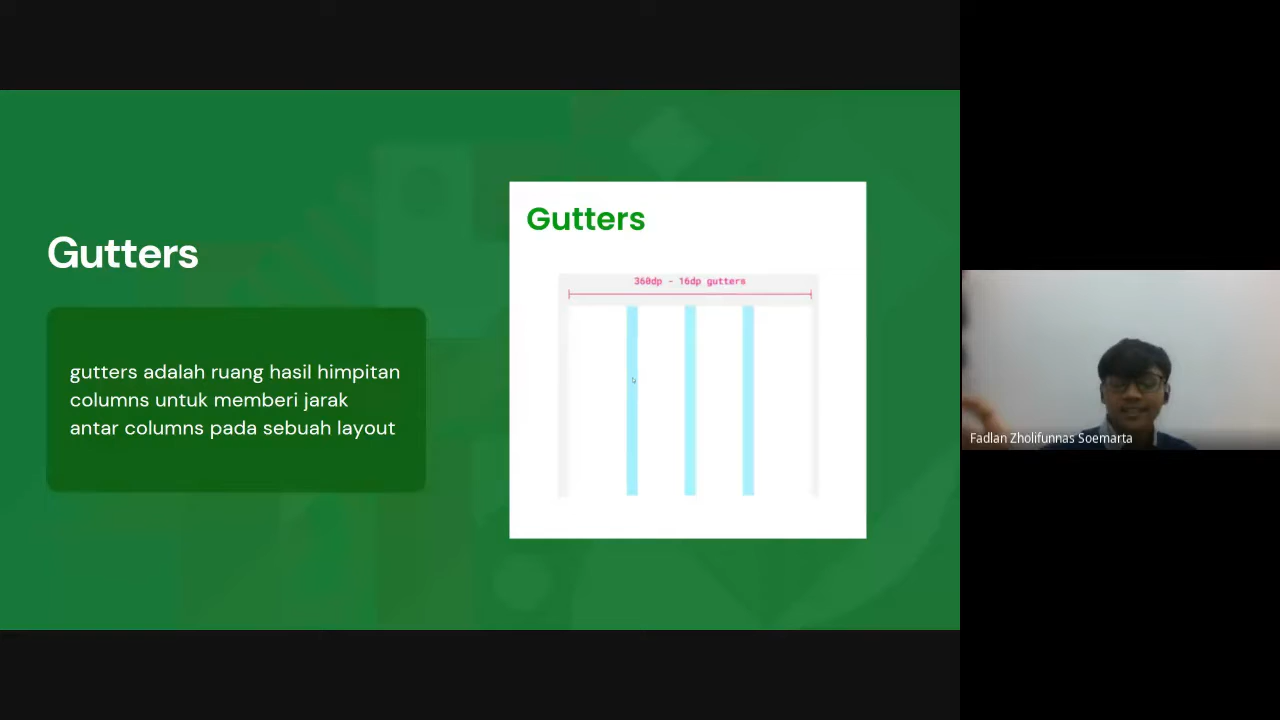 Gutters
gutters adalah ruang hasil himpitan
columns untuk memberi jarak
antar columns pada sebuah layout
Gutters
360dp - 16dp gutters
Fadlan Zholifunnas Soemarta